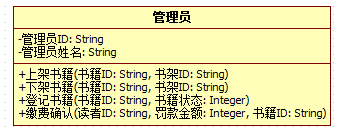 管理员
-管理员ID: String
-管理员姓名: String
+上架书籍(书籍ID: String, 书架ID: String)
+下架书籍(书籍ID: String, 书架ID: String)
+登记书籍(书籍ID: String, 书籍状态: Integer)
+缴费确认(读者ID: String, 罚款金额: Integer, 书籍ID: String)